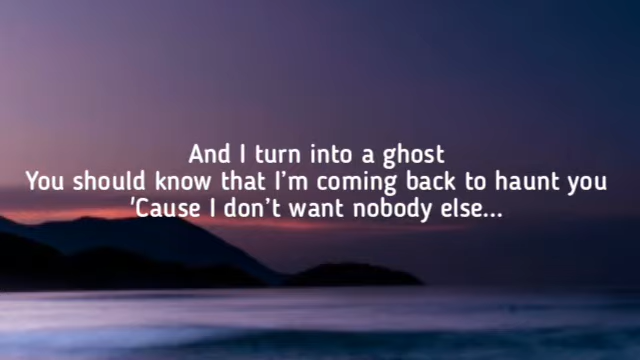 And I turn into a ghost
You should know that I’m coming back to haunt you
'Cause I don’t want nobody else...